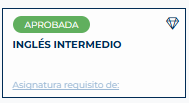 APROBADA
INGLÉS INTERMEDIO
Asignatura requisito de: